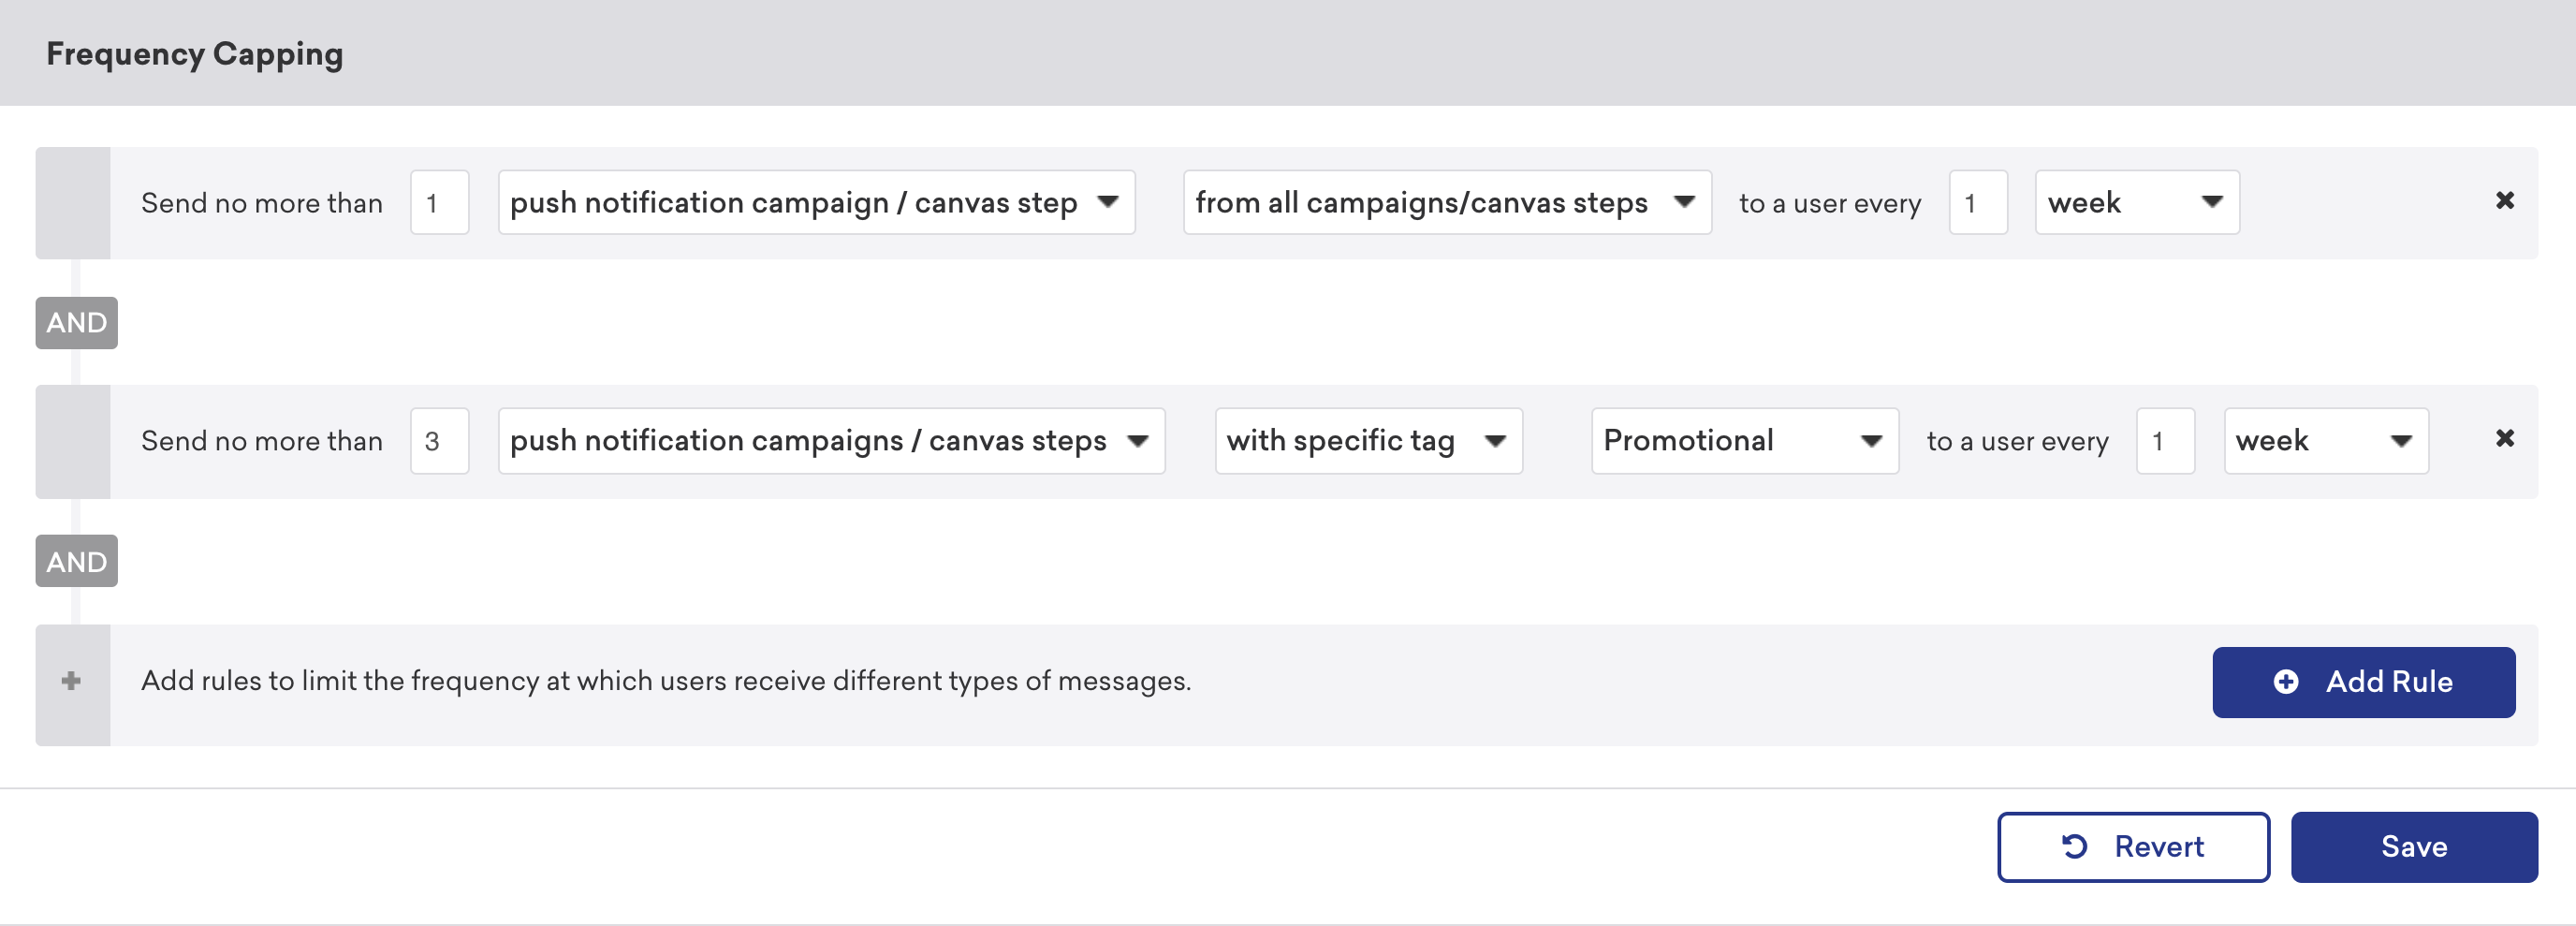 Frequency Capping
Send no more than 1 push notification campaign / canvas step from all campaigns/canvas steps to a user every 1 week
AND
Send no more than 3 push notification campaigns / canvas steps with specific tag Promotional to a user every 1 week
AND
Add rules to limit the frequency at which users receive different types of messages. Add Rule
Revert Save